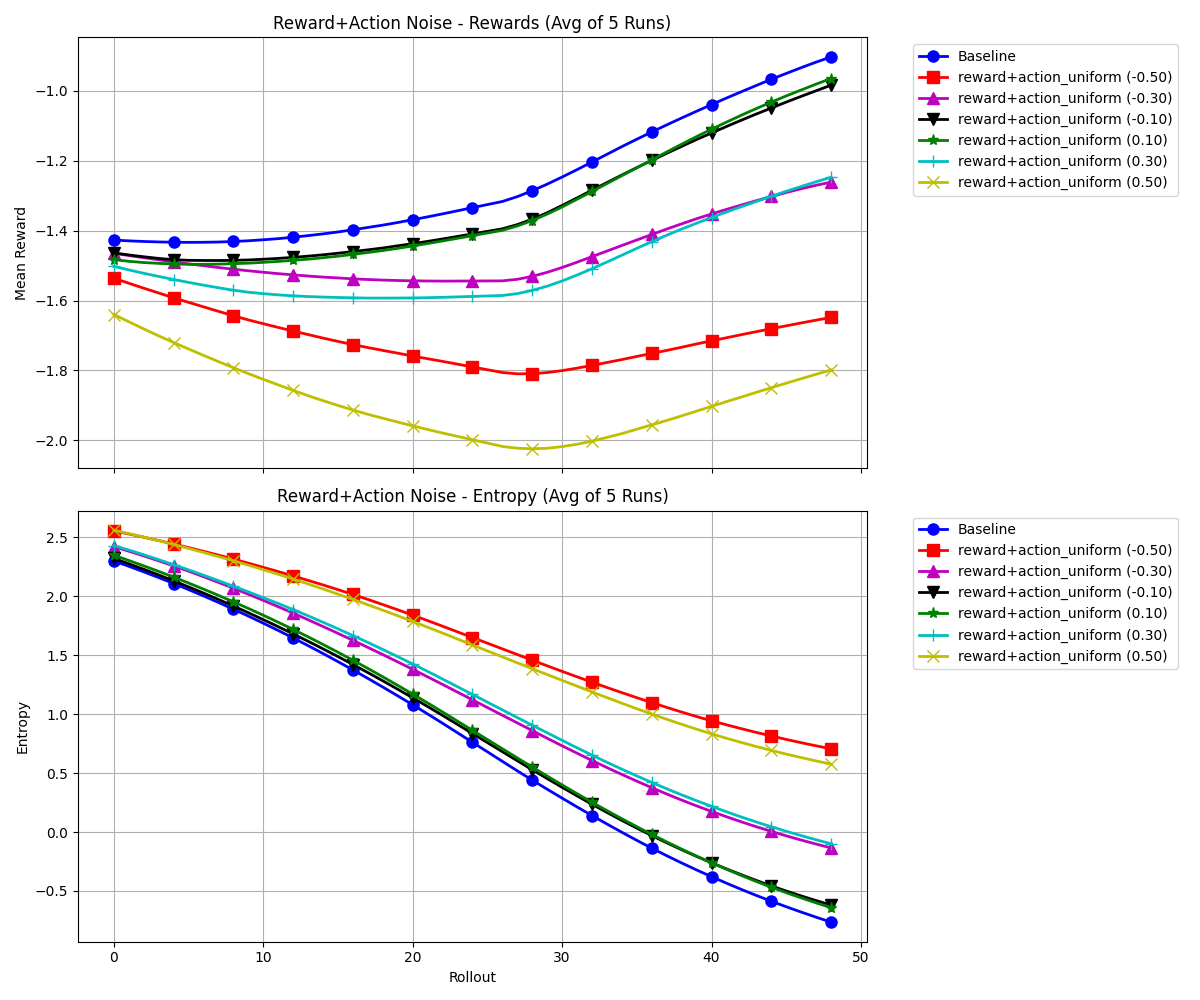 Reward+Action Noise - Rewards (Avg of 5 Runs)
Mean Reward
−1.0
−1.2
−1.4
−1.6
−1.8
−2.0
Baseline
reward+action_uniform (-0.50)
reward+action_uniform (-0.30)
reward+action_uniform (-0.10)
reward+action_uniform (0.10)
reward+action_uniform (0.30)
reward+action_uniform (0.50)
Reward+Action Noise - Entropy (Avg of 5 Runs)
Entropy
2.5
2.0
1.5
1.0
0.5
0.0
−0.5
0 10 20 30 40 50
Rollout
Baseline
reward+action_uniform (-0.50)
reward+action_uniform (-0.30)
reward+action_uniform (-0.10)
reward+action_uniform (0.10)
reward+action_uniform (0.30)
reward+action_uniform (0.50)